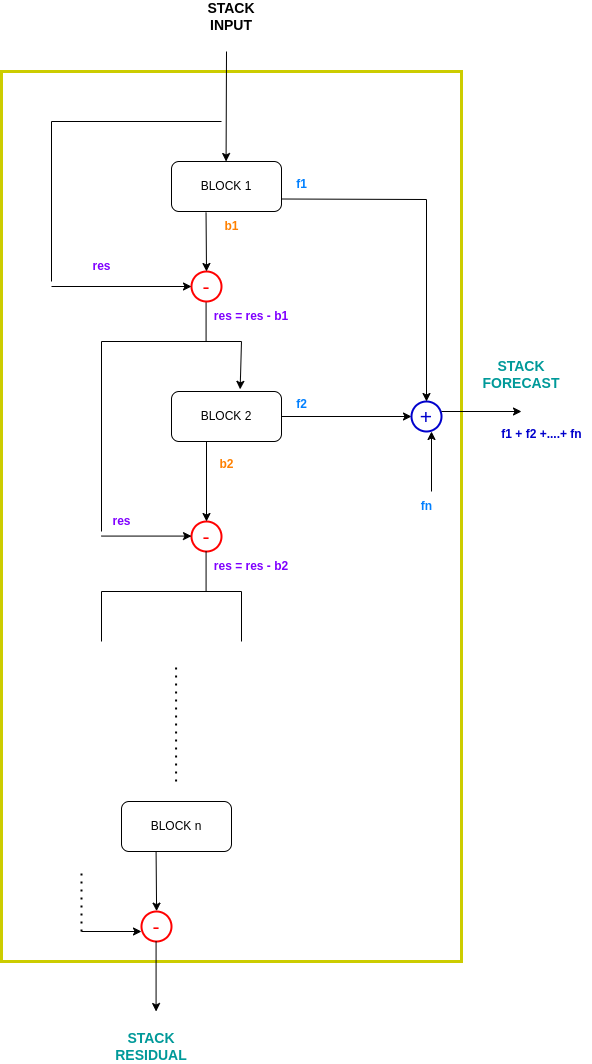 STACK
INPUT
BLOCK 1
f1
b1
res
-
res = res - b1
STACK
FORECAST
BLOCK 2
f2
+
f1 + f2 +....+ fn
b2
fn
res
-
res = res - b2
BLOCK n
-
STACK
RESIDUAL